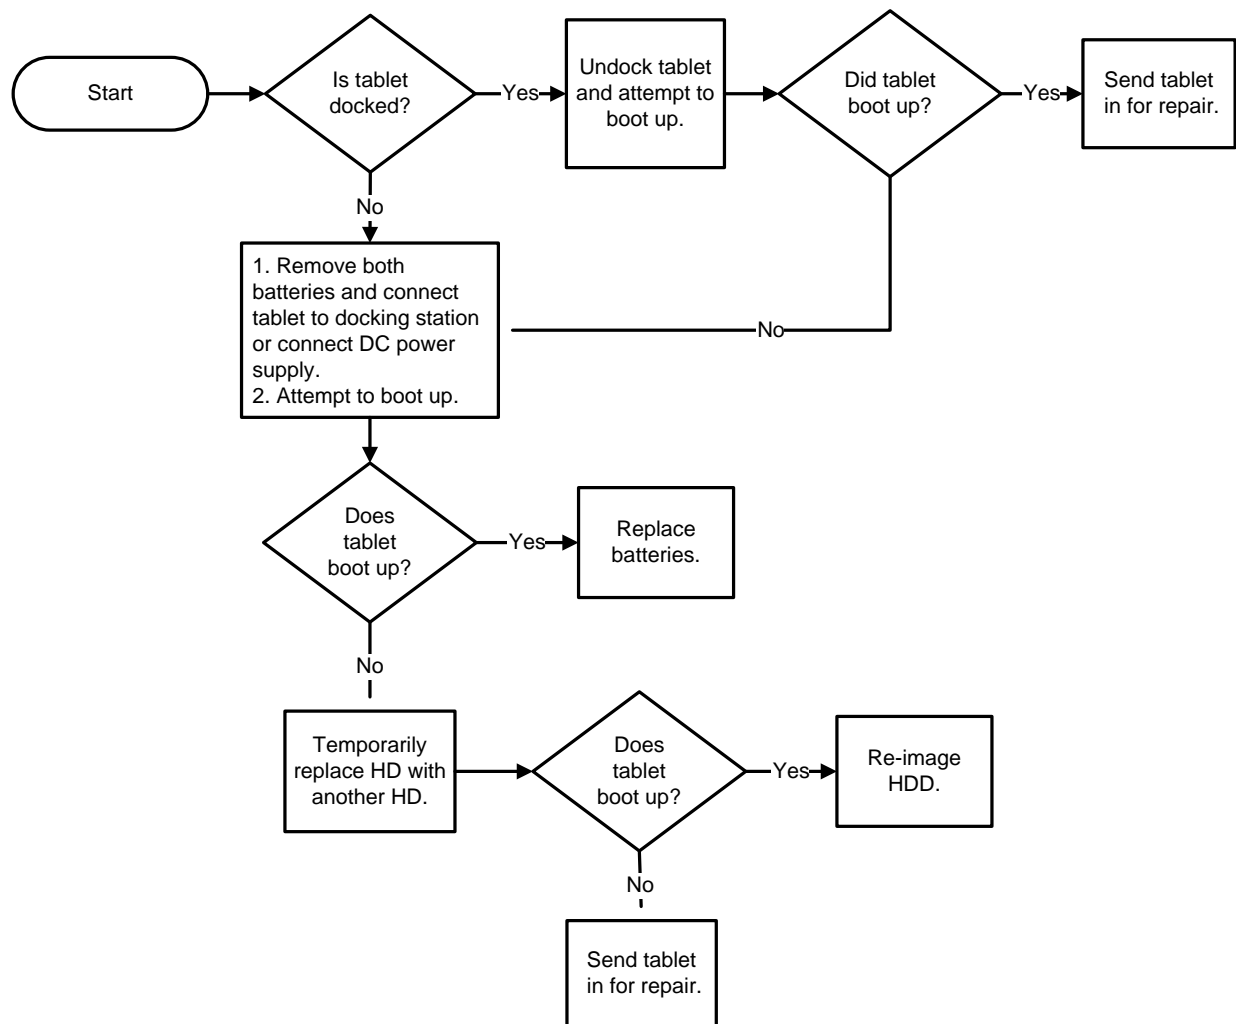 Start
Is tablet
docked?
Yes
Undock tablet
and attempt to
boot up.
Did tablet
boot up?
Yes
Send tablet
in for repair.
No
1. Remove both
batteries and connect
tablet to docking station
or connect DC power
supply.
2. Attempt to boot up.
No
Does
tablet
boot up?
Yes
Replace
batteries.
No
Temporarily
replace HD with
another HD.
Does
tablet
boot up?
Yes
Re-image
HDD.
No
Send tablet
in for repair.